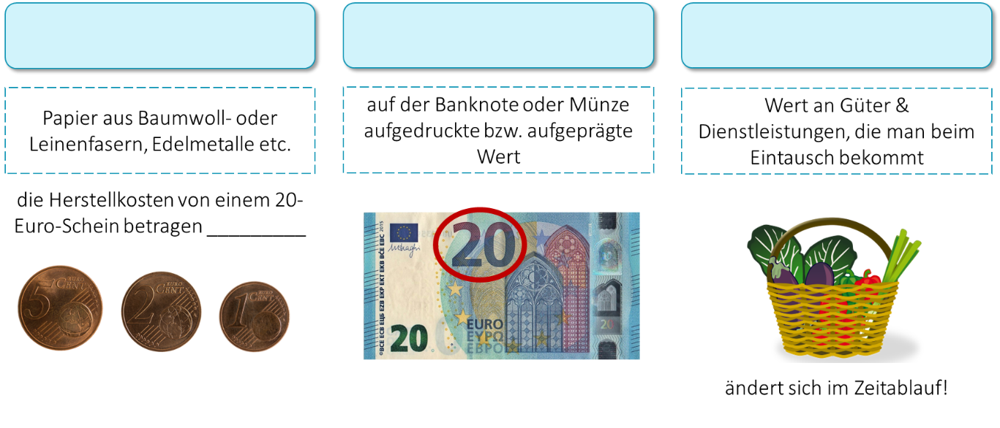 Papier aus Baumwoll- oder
Leinenfasern, Edelmetalle etc.
die Herstellkosten von einem 20-
Euro-Schein betragen _________
5 EURO CENT
2 EURO CENT
1 EURO CENT
auf der Banknote oder Münze
aufgedruckte bzw. aufgeprägte
Wert
20
©BCE ECB ЕЦБ EZB EKP EKT EKB BĊE EBC 2015
20
EURO
ΕΥΡΩ
ЕВРО
20
Wert an Güter &
Dienstleistungen, die man beim
Eintausch bekommt
ändert sich im Zeitablauf!